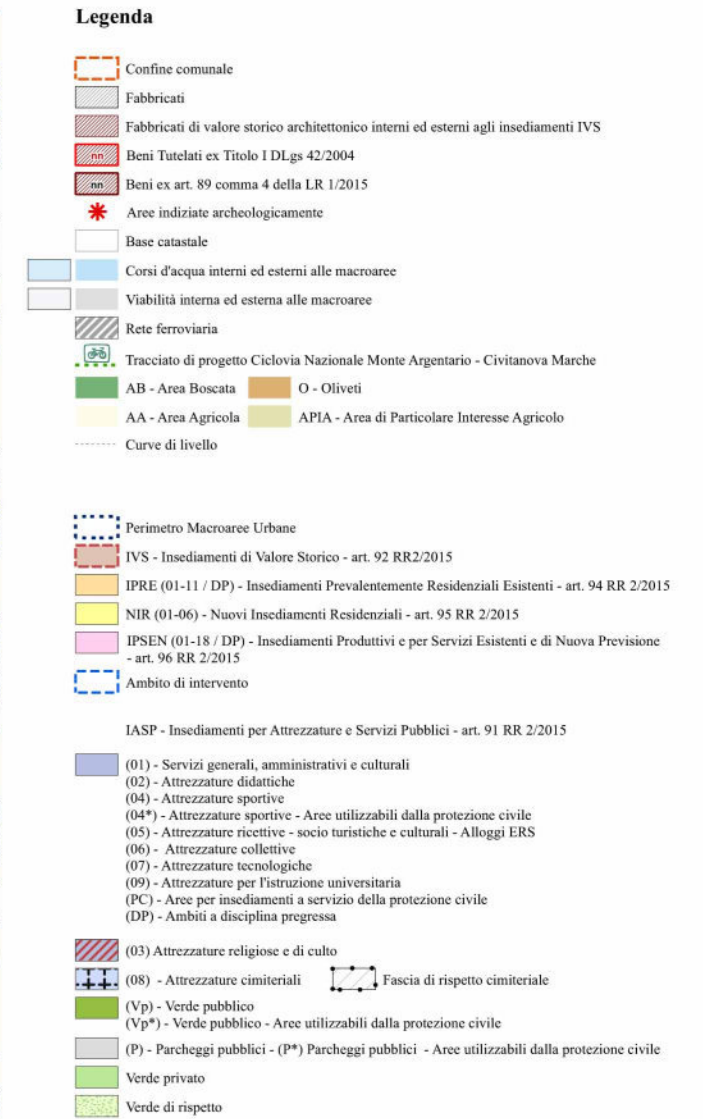 Legenda
Confine comunale
Fabbricati
Fabbricati di valore storico architettonico interni ed esterni agli insediamenti IVS
nn Beni Tutelati ex Titolo I DLgs 42/2004
nn Beni ex art. 89 comma 4 della LR 1/2015
Aree indiziate archeologicamente
Base catastale
Corsi d'acqua interni ed esterni alle macroaree
Viabilità interna ed esterna alle macroaree
Rete ferroviaria
Tracciato di progetto Ciclovia Nazionale Monte Argentario - Civitanova Marche
AB - Area Boscata O - Oliveti
AA - Area Agricola APIA - Area di Particolare Interesse Agricolo
Curve di livello
Perimetro Macroaree Urbane
IVS - Insediamenti di Valore Storico - art. 92 RR2/2015
IPRE (01-11 / DP) - Insediamenti Prevalentemente Residenziali Esistenti - art. 94 RR 2/2015
NIR (01-06) - Nuovi Insediamenti Residenziali - art. 95 RR 2/2015
IPSEN (01-18 / DP) - Insediamenti Produttivi e per Servizi Esistenti e di Nuova Previsione
- art. 96 RR 2/2015
Ambito di intervento
IASP - Insediamenti per Attrezzature e Servizi Pubblici - art. 91 RR 2/2015
(01) - Servizi generali, amministrativi e culturali
(02) - Attrezzature didattiche
(04) - Attrezzature sportive
(04*) - Attrezzature sportive - Aree utilizzabili dalla protezione civile
(05) - Attrezzature ricettive - socio turistiche e culturali - Alloggi ERS
(06) - Attrezzature collettive
(07) - Attrezzature tecnologiche
(09) - Attrezzature per l'istruzione universitaria
(PC) - Aree per insediamenti a servizio della protezione civile
(DP) - Ambiti a disciplina pregressa
(03) Attrezzature religiose e di culto
(08) - Attrezzature cimiteriali Fascia di rispetto cimiteriale
(Vp) - Verde pubblico
(Vp*) - Verde pubblico - Aree utilizzabili dalla protezione civile
(P) - Parcheggi pubblici - (P*) Parcheggi pubblici - Aree utilizzabili dalla protezione civile
Verde privato
Verde di rispetto